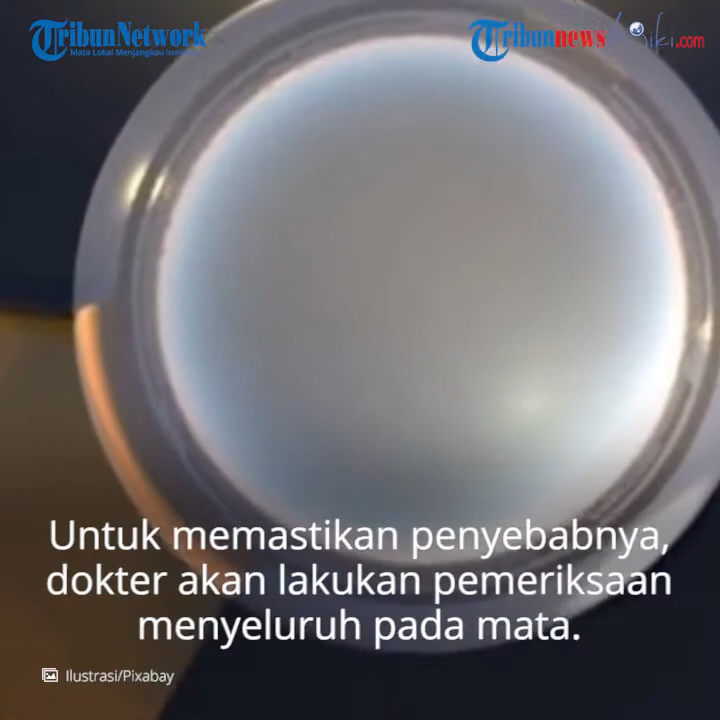 TribunNetwork
Mata Lokal Menjangkau
Tribunnews
.com
Untuk memastikan penyebabnya,
dokter akan lakukan pemeriksaan
menyeluruh pada mata.
Ilustrasi/Pixabay